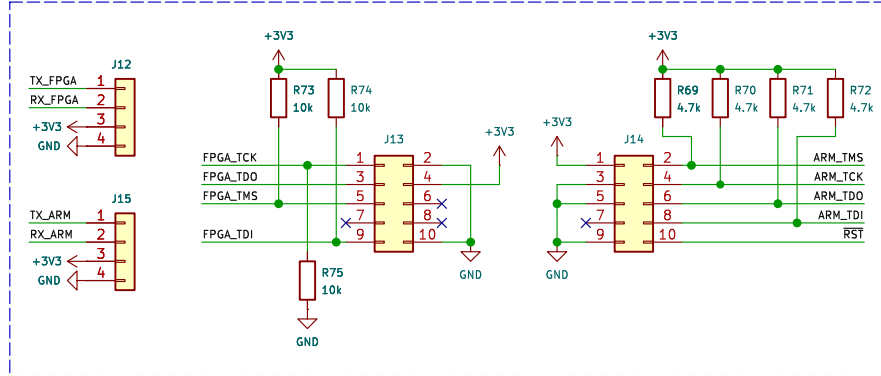 J12
TX_FPGA 1
RX_FPGA 2
+3V3 3
GND 4
J15
TX_ARM 1
RX_ARM 2
+3V3 3
GND 4
+3V3
R73 10k
R74 10k
J13
+3V3
FPGA_TCK 1 2
FPGA_TDO 3 4
FPGA_TMS 5 6
7 8
FPGA_TDI 9 10
GND
R75 10k
GND
+3V3
R69 4.7k
R70 4.7k
R71 4.7k
R72 4.7k
+3V3
J14
1 2 ARM_TMS
3 4 ARM_TCK
5 6 ARM_TDO
7 8 ARM_TDI
9 10 RST
GND